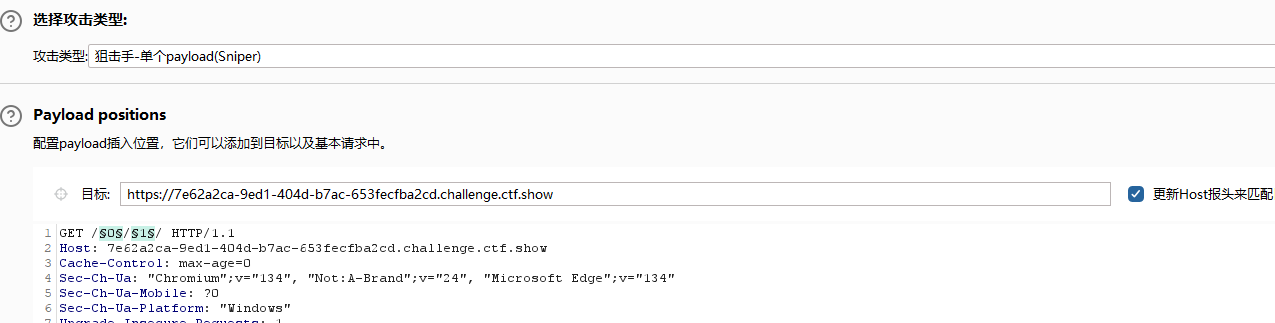 选择攻击类型:
攻击类型: 狙击手-单个payload(Sniper)
Payload positions
配置payload插入位置，它们可以添加到目标以及基本请求中。
目标: https://7e62a2ca-9ed1-404d-b7ac-653fecfba2cd.challenge.ctf.show 更新Host报头来匹配
1 GET /§0§/§1§/ HTTP/1.1
2 Host: 7e62a2ca-9ed1-404d-b7ac-653fecfba2cd.challenge.ctf.show
3 Cache-Control: max-age=0
4 Sec-Ch-Ua: "Chromium";v="134", "Not:A-Brand";v="24", "Microsoft Edge";v="134"
5 Sec-Ch-Ua-Mobile: ?0
6 Sec-Ch-Ua-Platform: "Windows"
7 Upgrade-Insecure-Requests: 1